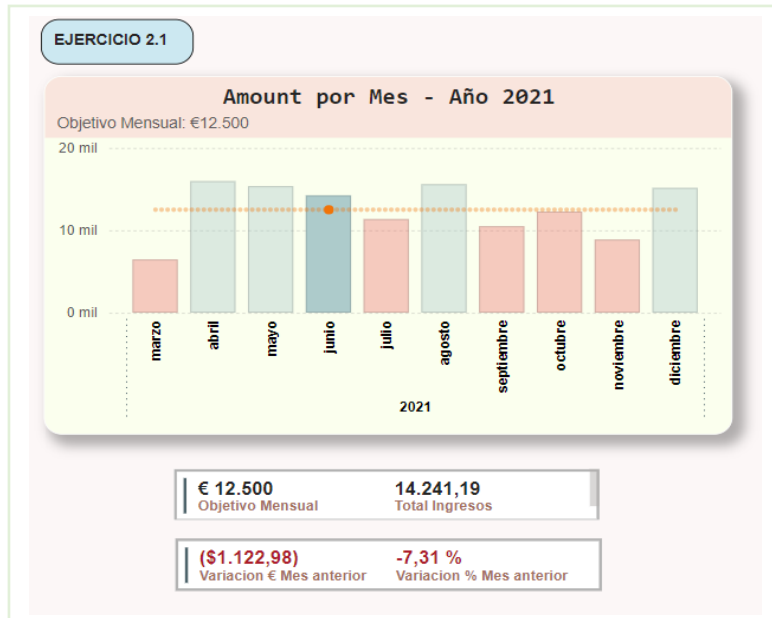 EJERCICIO 2.1
Amount por Mes - Año 2021
Objetivo Mensual: €12.500
20 mil
10 mil
0 mil
marzo
abril
mayo
junio
julio
agosto
septiembre
octubre
noviembre
diciembre
2021
€ 12.500 14.241,19
Objetivo Mensual Total Ingresos
($1.122,98) -7,31 %
Variacion € Mes anterior Variacion % Mes anterior